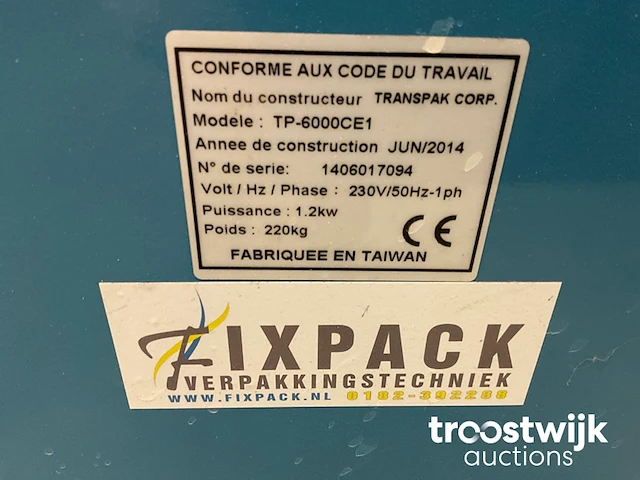 CONFORME AUX CODE DU TRAVAIL
Nom du constructeur TRANSPAK CORP.
Modele : TP-6000CE1
Annee de construction JUN/2014
N° de serie: 1406017094
Volt / Hz / Phase : 230V/50Hz-1ph
Puissance : 1.2kw
Poids : 220kg
CE
FABRIQUEE EN TAIWAN
FIXPACK
VERPAKKINGSTECHNIEK
WWW.FIXPACK.NL 0182-392288
troostwijk
auctions